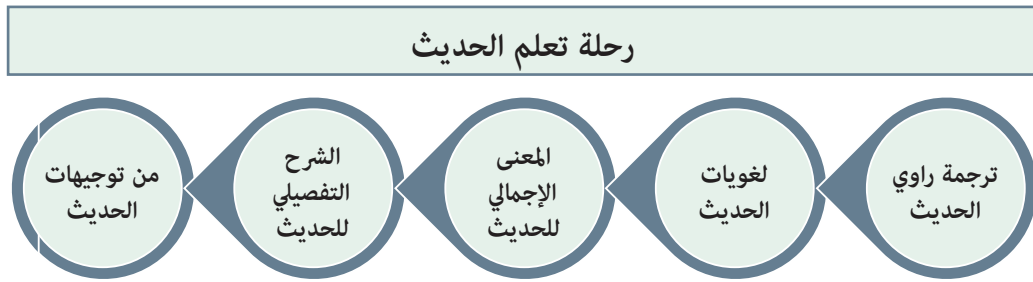 رحلة تعلم الحديث
ترجمة راوي
الحديث
لغويات
الحديث
المعنى
الإجمالي
للحديث
الشرح
التفصيلي
للحديث
من توجيهات
الحديث